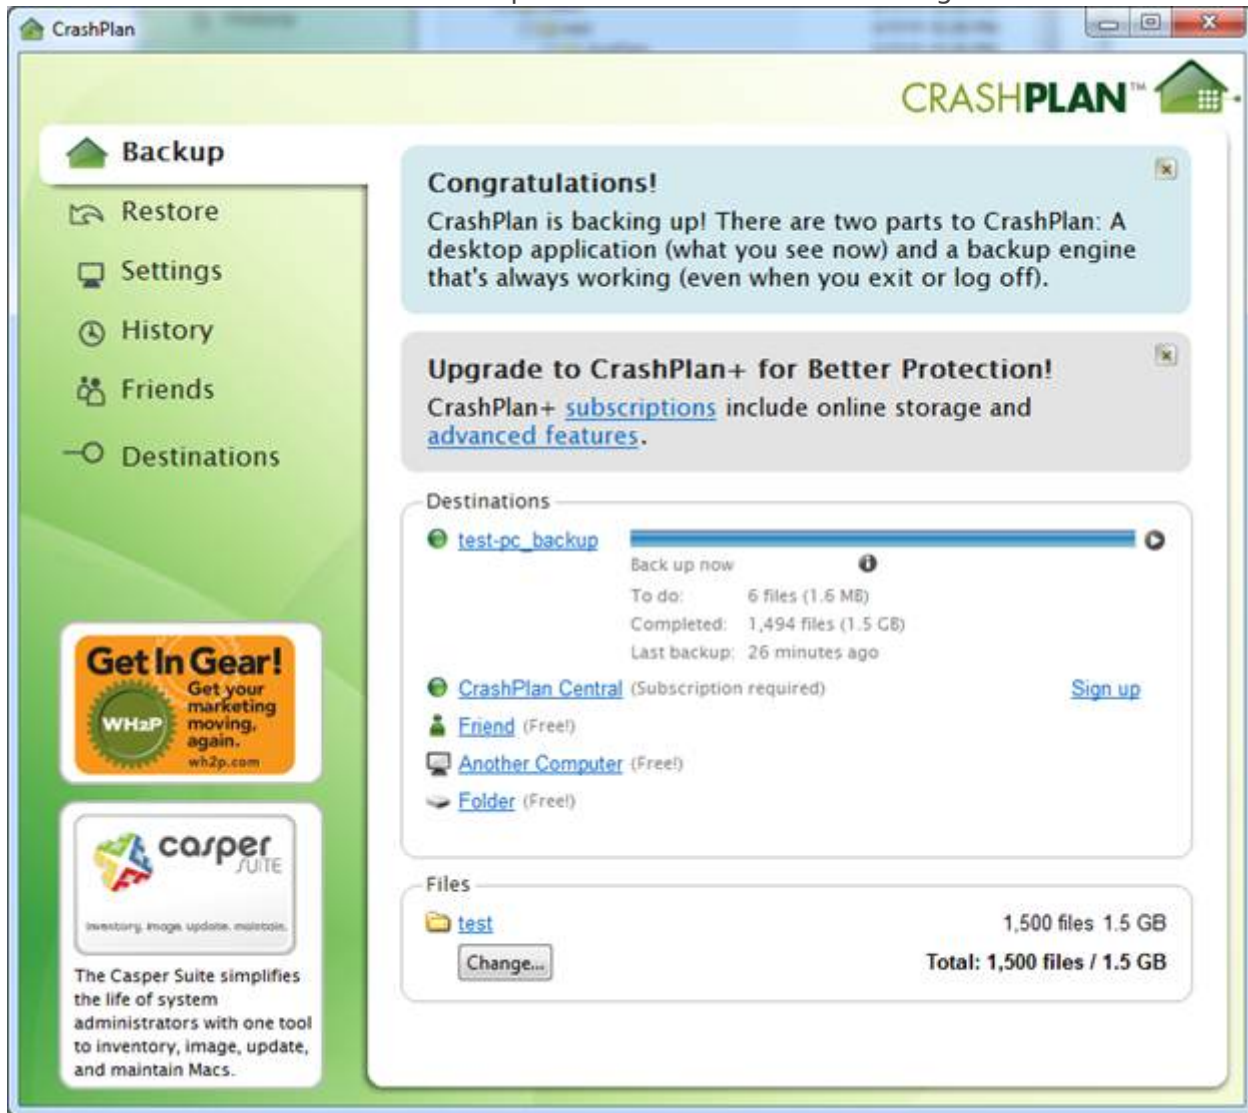 CrashPlan
CRASHPLAN™
Backup
Restore
Settings
History
Friends
Destinations
Congratulations!
CrashPlan is backing up! There are two parts to CrashPlan: A
desktop application (what you see now) and a backup engine
that's always working (even when you exit or log off).
Upgrade to CrashPlan+ for Better Protection!
CrashPlan+ subscriptions include online storage and
advanced features.
Destinations
test-pc_backup
Back up now
To do: 6 files (1.6 MB)
Completed: 1,494 files (1.5 GB)
Last backup: 26 minutes ago
CrashPlan Central (Subscription required) Sign up
Friend (Free!)
Another Computer (Free!)
Folder (Free!)
Files
test 1,500 files 1.5 GB
Change... Total: 1,500 files / 1.5 GB
Get In Gear!
Get your
marketing
moving,
again.
WH2P
wh2p.com
casper
SUITE
Inventory. Image. update. maintain.
The Casper Suite simplifies
the life of system
administrators with one tool
to inventory, image, update,
and maintain Macs.